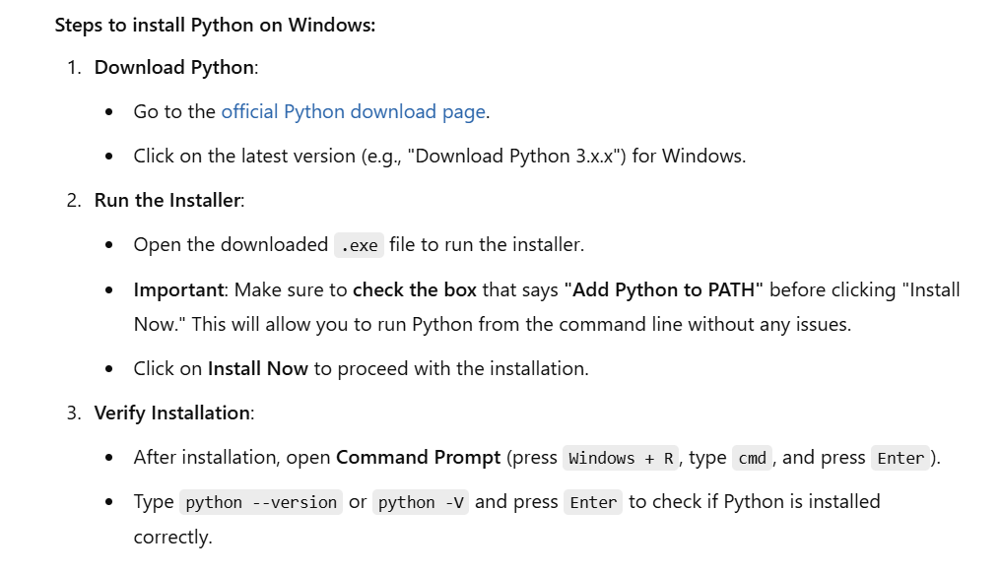 Steps to install Python on Windows:
1. Download Python:
• Go to the official Python download page.
• Click on the latest version (e.g., "Download Python 3.x.x") for Windows.
2. Run the Installer:
• Open the downloaded .exe file to run the installer.
• Important: Make sure to check the box that says "Add Python to PATH" before clicking "Install
Now." This will allow you to run Python from the command line without any issues.
• Click on Install Now to proceed with the installation.
3. Verify Installation:
• After installation, open Command Prompt (press Windows + R, type cmd, and press Enter).
• Type python --version or python -V and press Enter to check if Python is installed
correctly.